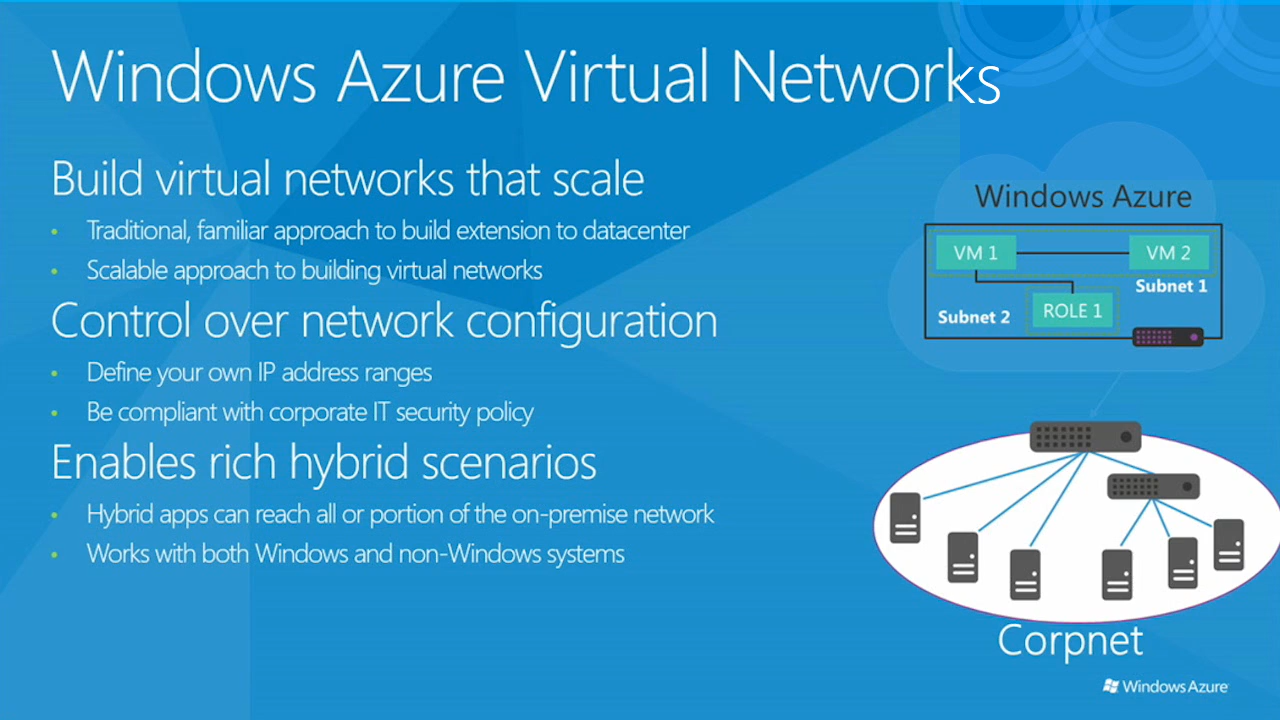 Windows Azure Virtual Networks
Build virtual networks that scale
• Traditional, familiar approach to build extension to datacenter
• Scalable approach to building virtual networks
Control over network configuration
• Define your own IP address ranges
• Be compliant with corporate IT security policy
Enables rich hybrid scenarios
• Hybrid apps can reach all or portion of the on-premise network
• Works with both Windows and non-Windows systems
Windows Azure
VM 1
VM 2
Subnet 1
Subnet 2
ROLE 1
Corpnet
Windows Azure